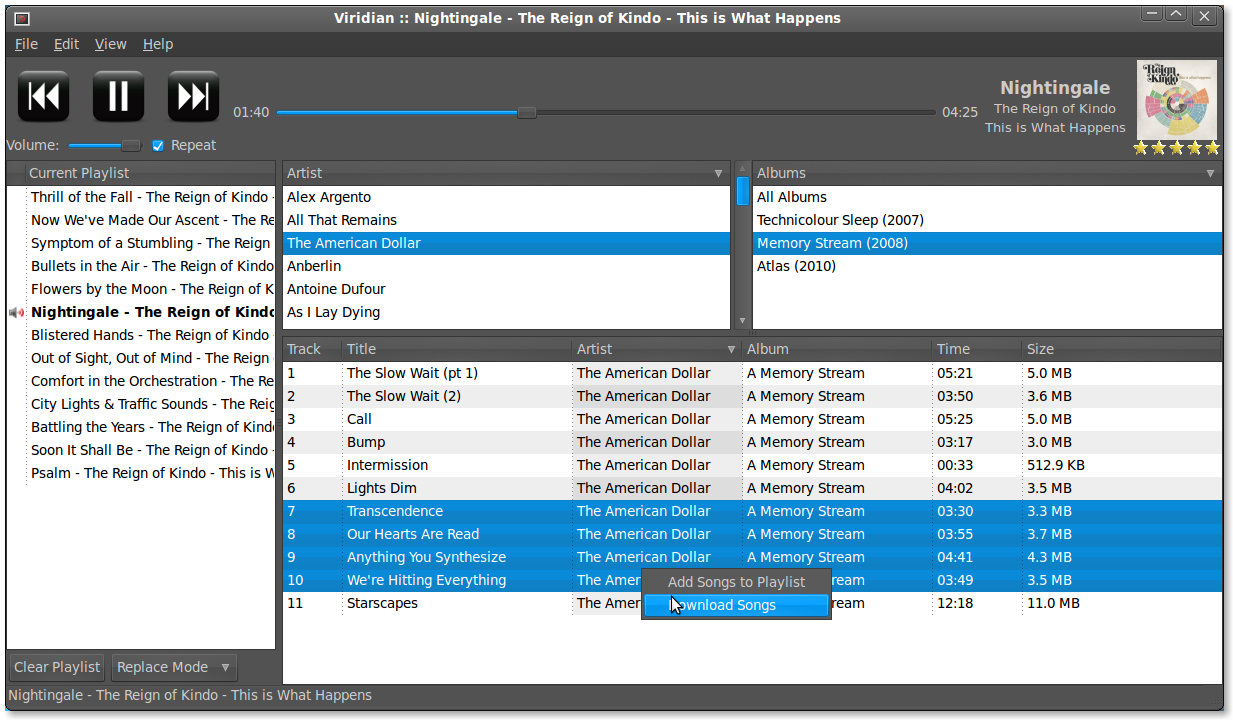 Viridian :: Nightingale - The Reign of Kindo - This is What Happens
File Edit View Help
01:40 04:25
Nightingale
The Reign of Kindo
This is What Happens
The Reign of Kindo
Volume: Repeat
Current Playlist
Thrill of the Fall - The Reign of Kindo -
Now We've Made Our Ascent - The Re
Symptom of a Stumbling - The Reign
Bullets in the Air - The Reign of Kindo
Flowers by the Moon - The Reign of K
Nightingale - The Reign of Kindo
Blistered Hands - The Reign of Kindo
Out of Sight, Out of Mind - The Reign
Comfort in the Orchestration - The Re
City Lights & Traffic Sounds - The Reig
Battling the Years - The Reign of Kind
Soon It Shall Be - The Reign of Kindo -
Psalm - The Reign of Kindo - This is W
Artist
Alex Argento
All That Remains
The American Dollar
Anberlin
Antoine Dufour
As I Lay Dying
Albums
All Albums
Technicolour Sleep (2007)
Memory Stream (2008)
Atlas (2010)
Track Title Artist Album Time Size
1 The Slow Wait (pt 1) The American Dollar A Memory Stream 05:21 5.0 MB
2 The Slow Wait (2) The American Dollar A Memory Stream 03:50 3.6 MB
3 Call The American Dollar A Memory Stream 05:25 5.0 MB
4 Bump The American Dollar A Memory Stream 03:17 3.0 MB
5 Intermission The American Dollar A Memory Stream 00:33 512.9 KB
6 Lights Dim The American Dollar A Memory Stream 04:02 3.5 MB
7 Transcendence The American Dollar A Memory Stream 03:30 3.3 MB
8 Our Hearts Are Read The American Dollar A Memory Stream 03:55 3.7 MB
9 Anything You Synthesize The American Dollar A Memory Stream 04:41 4.3 MB
10 We're Hitting Everything The Amer ream 03:49 3.5 MB
11 Starscapes The Amer ream 12:18 11.0 MB
Add Songs to Playlist
ownload Songs
Clear Playlist Replace Mode
Nightingale - The Reign of Kindo - This is What Happens